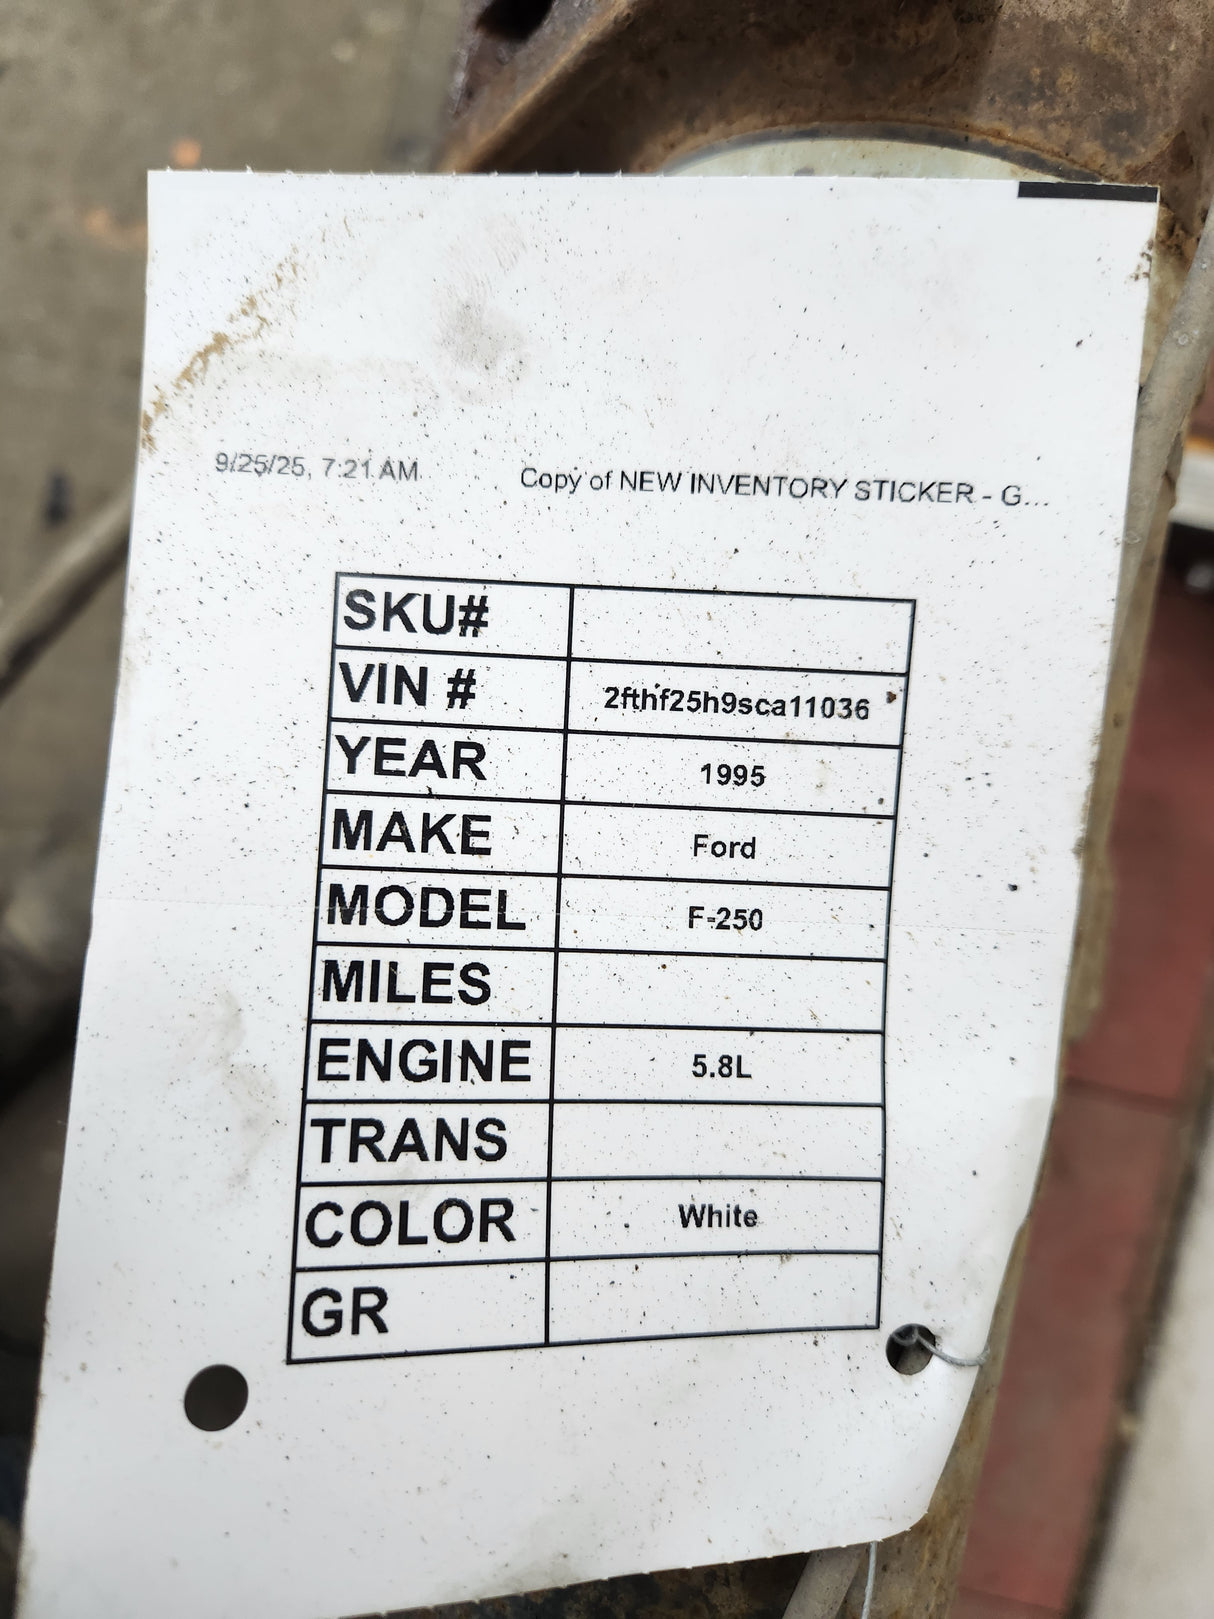 9/25/25, 7:21 AM Copy of NEW INVENTORY STICKER - G...
SKU#
VIN # 2fthf25h9sca11036
YEAR 1995
MAKE Ford
MODEL F-250
MILES
ENGINE 5.8L
TRANS
COLOR White
GR